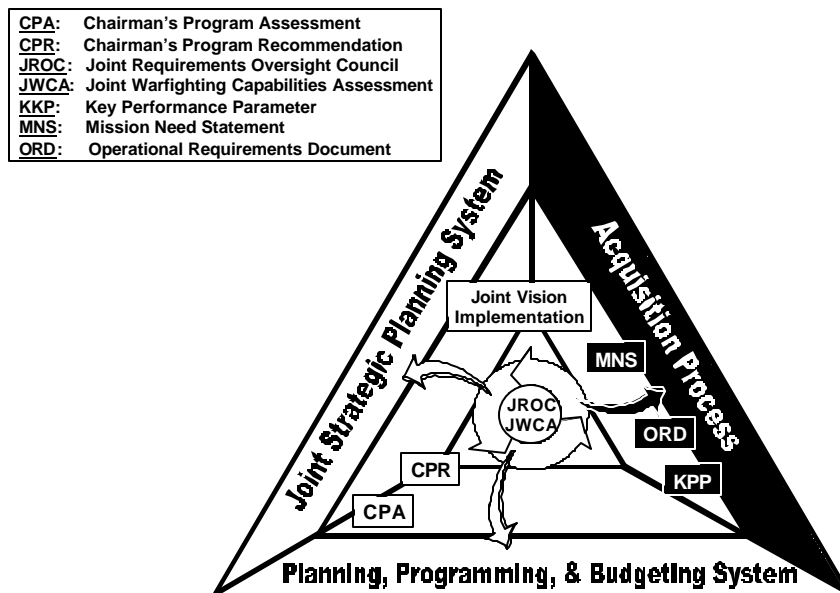 CPA: Chairman's Program Assessment
CPR: Chairman's Program Recommendation
JROC: Joint Requirements Oversight Council
JWCA: Joint Warfighting Capabilities Assessment
KKP: Key Performance Parameter
MNS: Mission Need Statement
ORD: Operational Requirements Document
Joint Strategic Planning System
Acquisition Process
Joint Vision
Implementation
MNS
JROC
JWCA
ORD
CPR
KPP
CPA
Planning, Programming, & Budgeting System